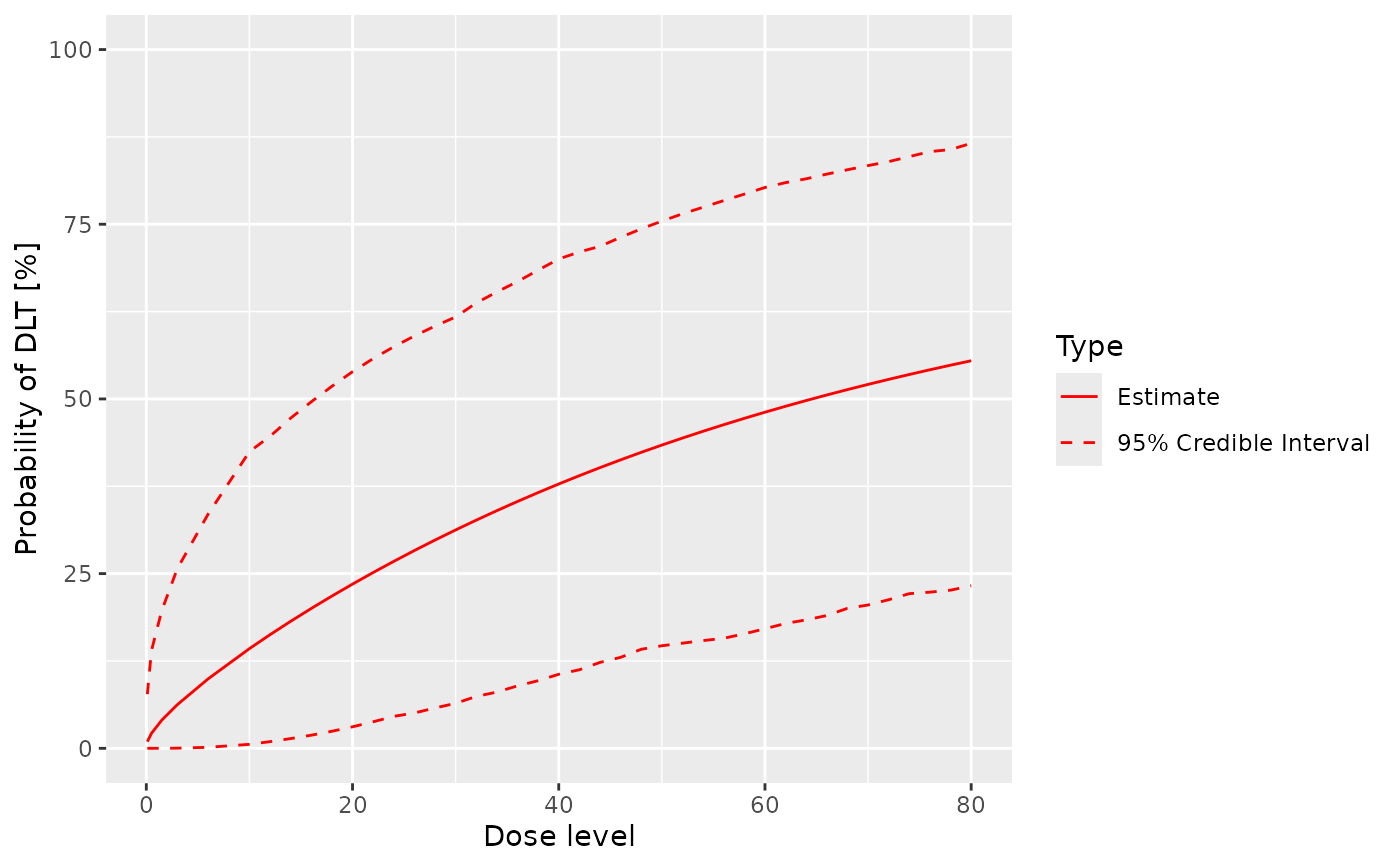 Probability of DLT [%]
100
75
50
25
0
0 20 40 60 80
Dose level
Type
Estimate
95% Credible Interval